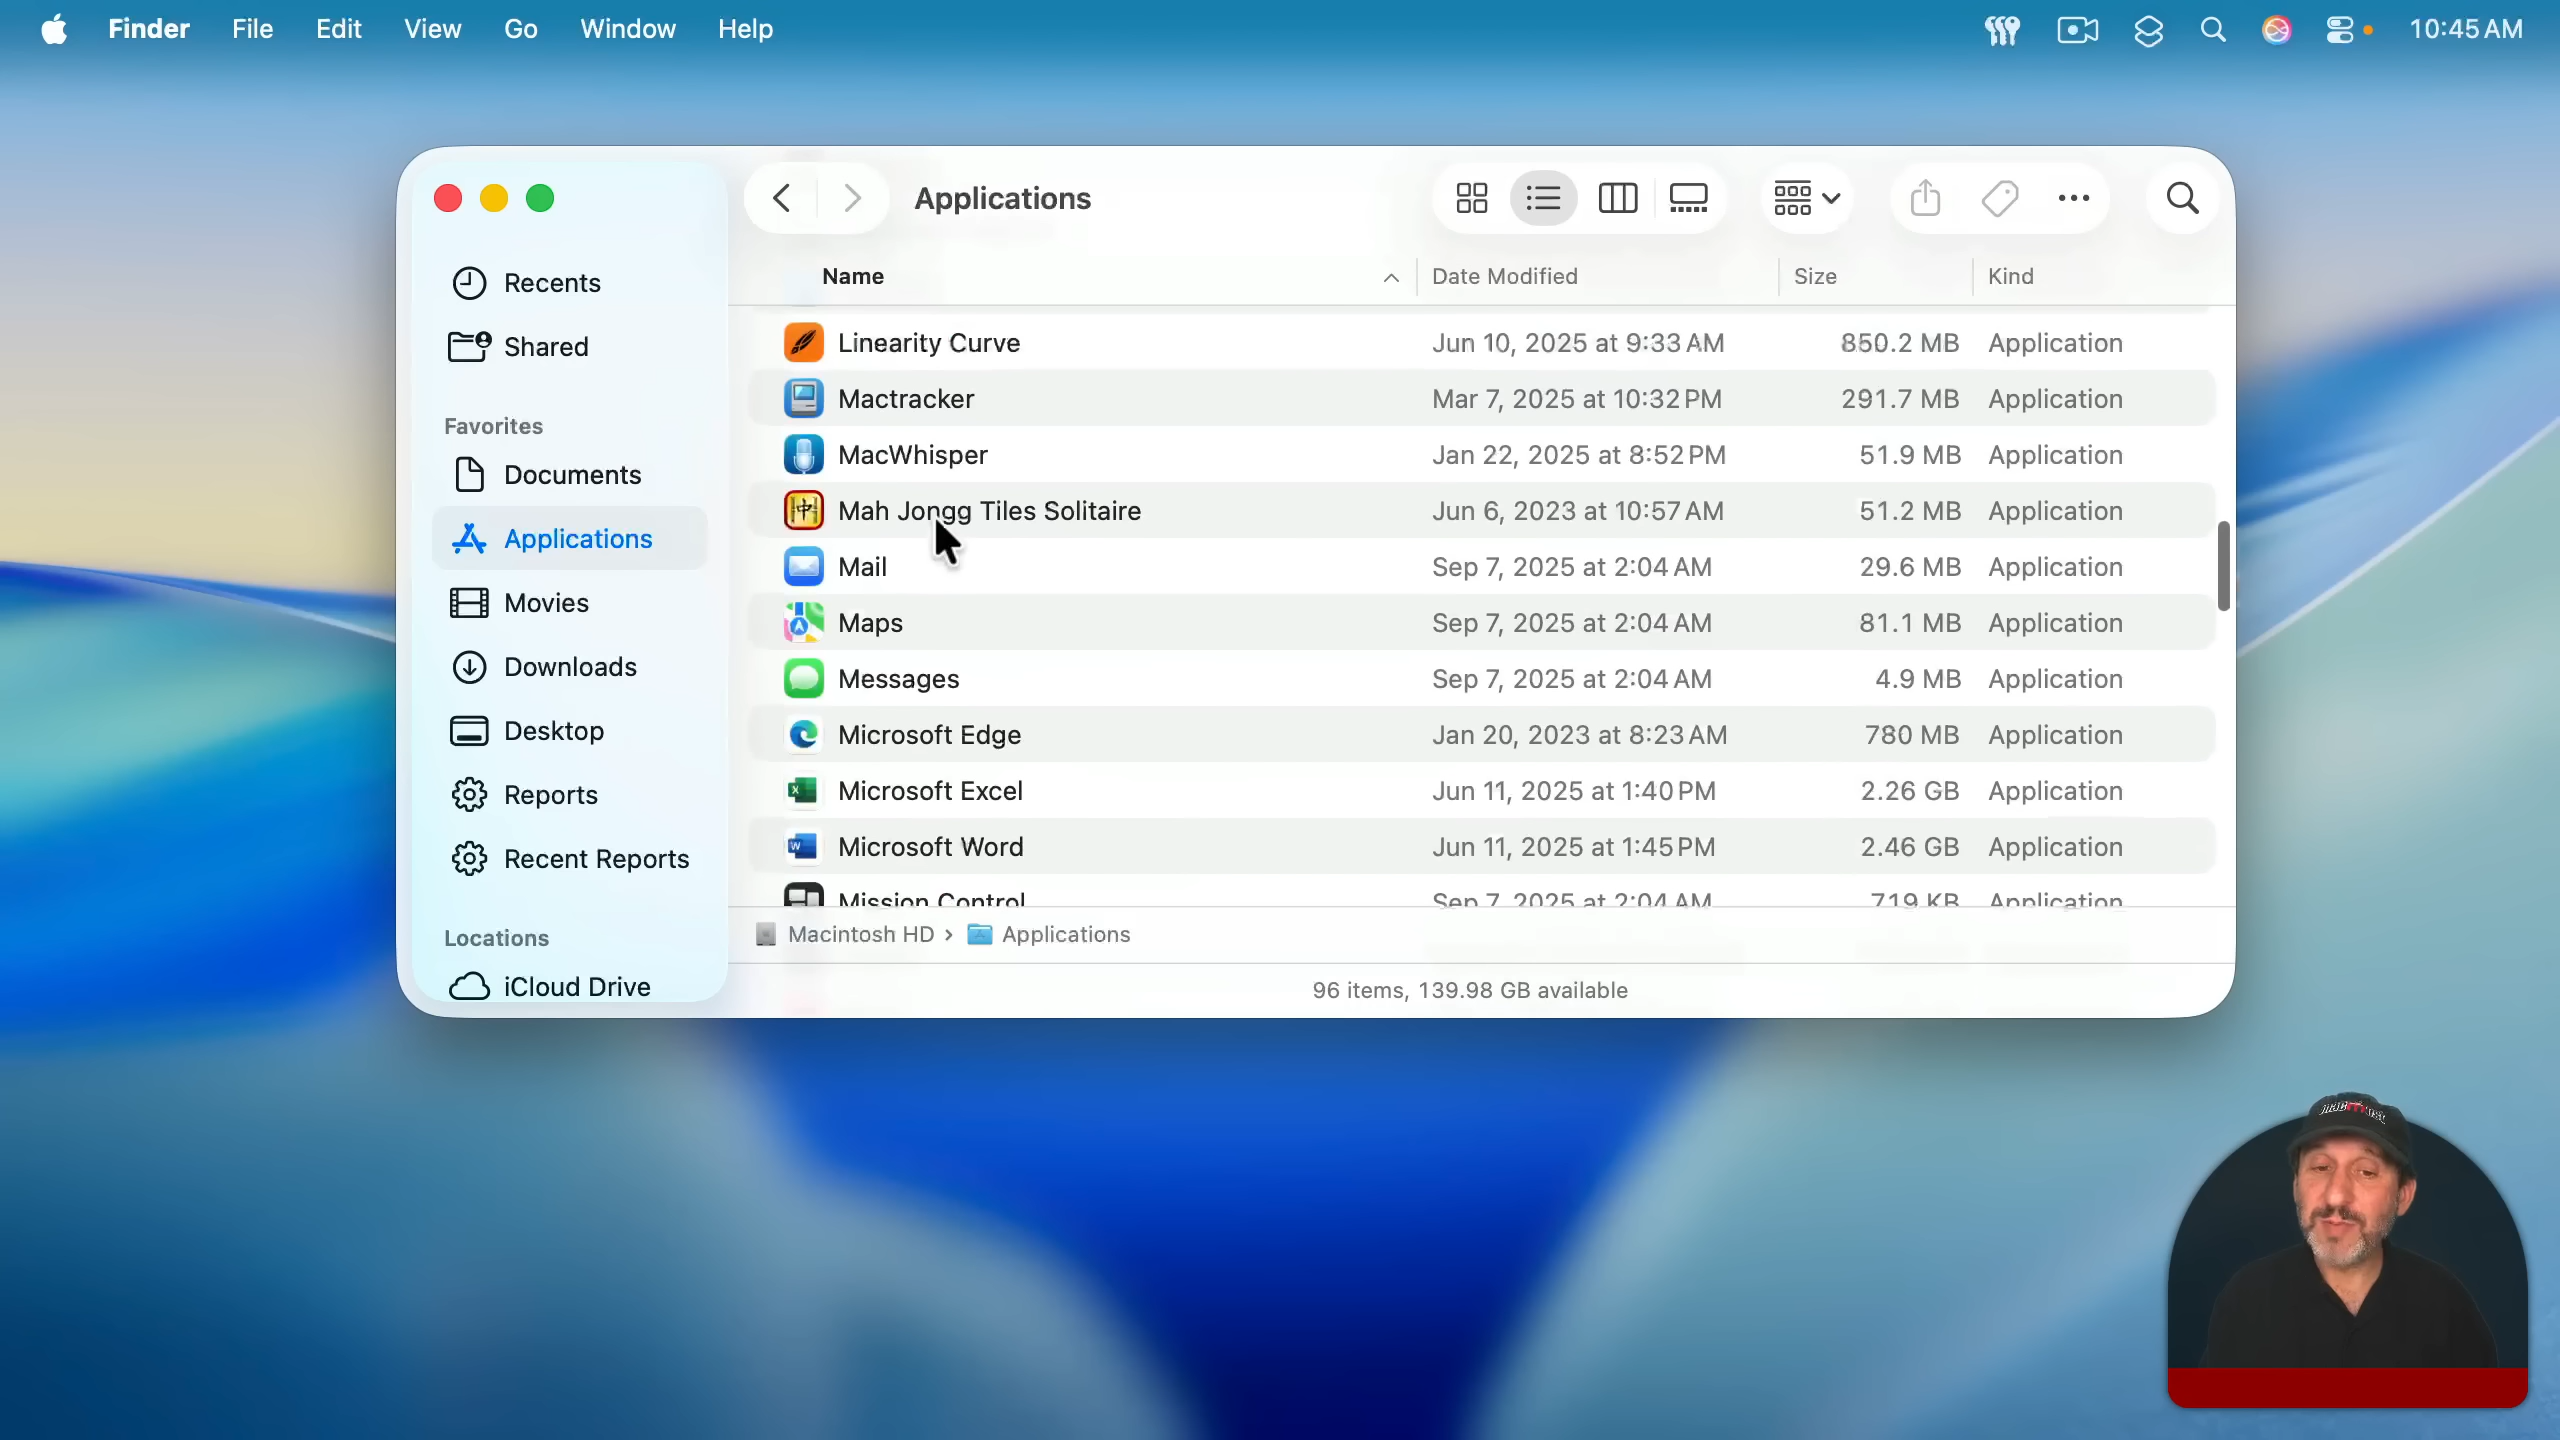 Finder File Edit View Go Window Help 10:45 AM
Applications
Recents
Shared
Favorites
Documents
Applications
Movies
Downloads
Desktop
Reports
Recent Reports
Locations
iCloud Drive
Name Date Modified Size Kind
Linearity Curve Jun 10, 2025 at 9:33 AM 850.2 MB Application
Mactracker Mar 7, 2025 at 10:32 PM 291.7 MB Application
MacWhisper Jan 22, 2025 at 8:52 PM 51.9 MB Application
Mah Jongg Tiles Solitaire Jun 6, 2023 at 10:57 AM 51.2 MB Application
Mail Sep 7, 2025 at 2:04 AM 29.6 MB Application
Maps Sep 7, 2025 at 2:04 AM 81.1 MB Application
Messages Sep 7, 2025 at 2:04 AM 4.9 MB Application
Microsoft Edge Jan 20, 2023 at 8:23 AM 780 MB Application
Microsoft Excel Jun 11, 2025 at 1:40 PM 2.26 GB Application
Microsoft Word Jun 11, 2025 at 1:45 PM 2.46 GB Application
Mission Control Sep 7, 2025 at 2:04 AM 719 KB Application
Macintosh HD › Applications
96 items, 139.98 GB available